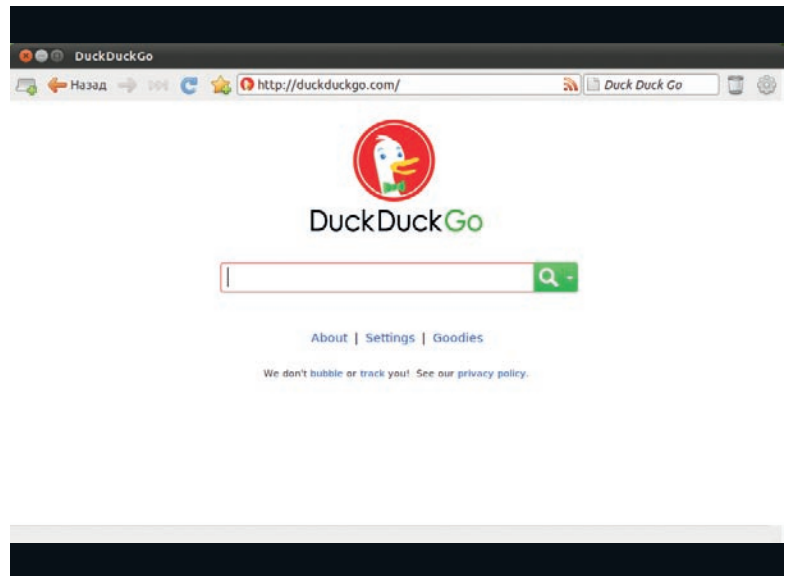 DuckDuckGo
Назад http://duckduckgo.com/ Duck Duck Go
DuckDuckGo
About | Settings | Goodies
We don't bubble or track you! See our privacy policy.